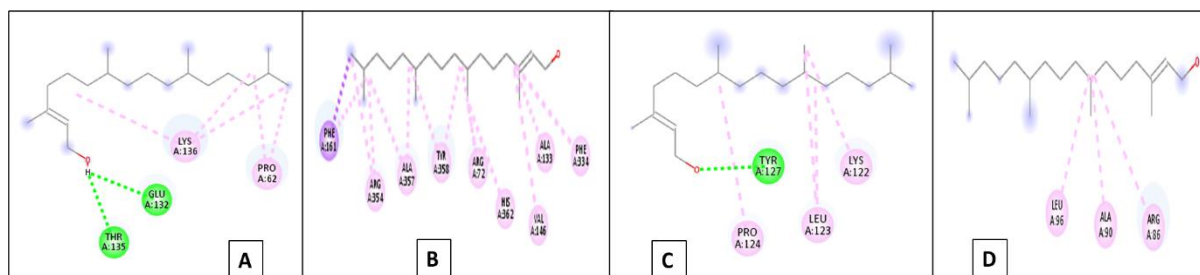 LYS
A:136
PRO
A:62
H
GLU
A:132
THR
A:135
A
PHE
A:161
ARG
A:354
ALA
A:357
TYR
A:358
ARG
A:72
HIS
A:362
VAL
A:146
ALA
A:133
PHE
A:334
B
TYR
A:127
LYS
A:122
LEU
A:123
PRO
A:124
C
LEU
A:96
ALA
A:90
ARG
A:86
D